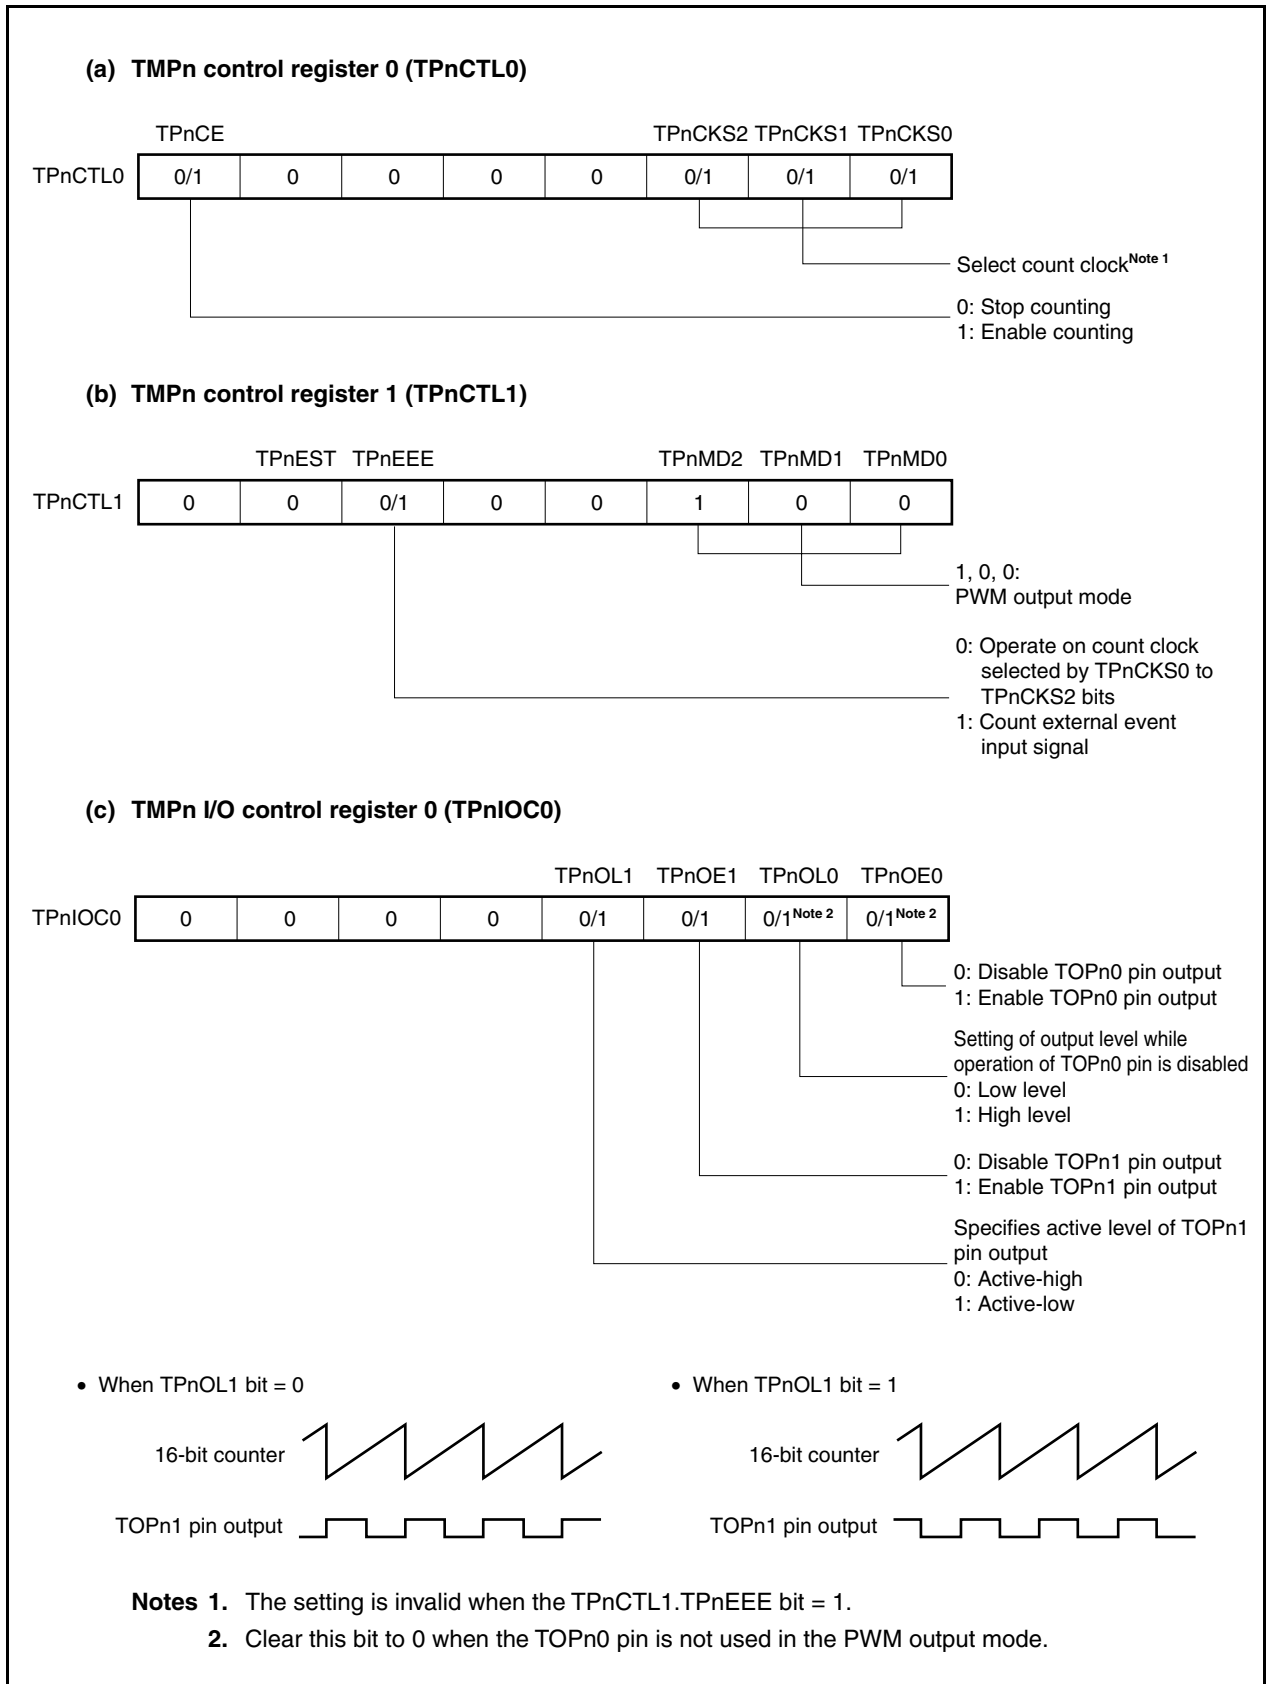 (a) TMPn control register 0 (TPnCTL0)
TPnCE TPnCKS2 TPnCKS1 TPnCKS0
TPnCTL0 0/1 0 0 0 0 0/1 0/1 0/1
Select count clock Note 1
0: Stop counting
1: Enable counting
(b) TMPn control register 1 (TPnCTL1)
TPnEST TPnEEE TPnMD2 TPnMD1 TPnMD0
TPnCTL1 0 0 0/1 0 0 1 0 0
1, 0, 0:
PWM output mode
0: Operate on count clock
selected by TPnCKS0 to
TPnCKS2 bits
1: Count external event
input signal
(c) TMPn I/O control register 0 (TPnIOC0)
TPnOL1 TPnOE1 TPnOL0 TPnOE0
TPnIOC0 0 0 0 0 0/1 0/1 0/1 Note 2 0/1 Note 2
0: Disable TOPn0 pin output
1: Enable TOPn0 pin output
Setting of output level while
operation of TOPn0 pin is disabled
0: Low level
1: High level
0: Disable TOPn1 pin output
1: Enable TOPn1 pin output
Specifies active level of TOPn1
pin output
0: Active-high
1: Active-low
• When TPnOL1 bit = 0
16-bit counter
TOPn1 pin output
• When TPnOL1 bit = 1
16-bit counter
TOPn1 pin output
Notes 1. The setting is invalid when the TPnCTL1.TPnEEE bit = 1.
2. Clear this bit to 0 when the TOPn0 pin is not used in the PWM output mode.